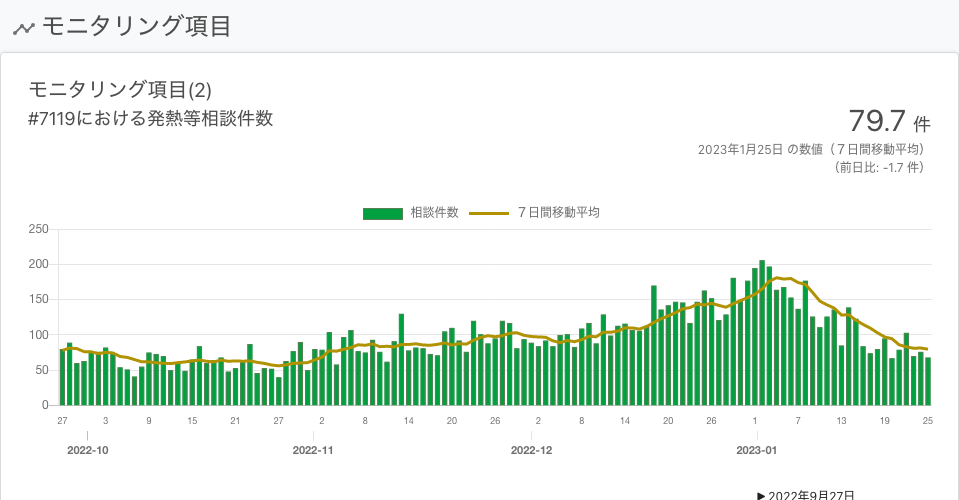 モニタリング項目
モニタリング項目(2)
#7119における発熱等相談件数
79.7 件
2023年1月25日 の数値（７日間移動平均）
（前日比: -1.7 件）
相談件数 ７日間移動平均
250
200
150
100
50
0
27 3 9 15 21 27 2 8 14 20 26 2 8 14 20 26 1 7 13 19 25
2022-10 2022-11 2022-12 2023-01
▶ 2022年9月27日